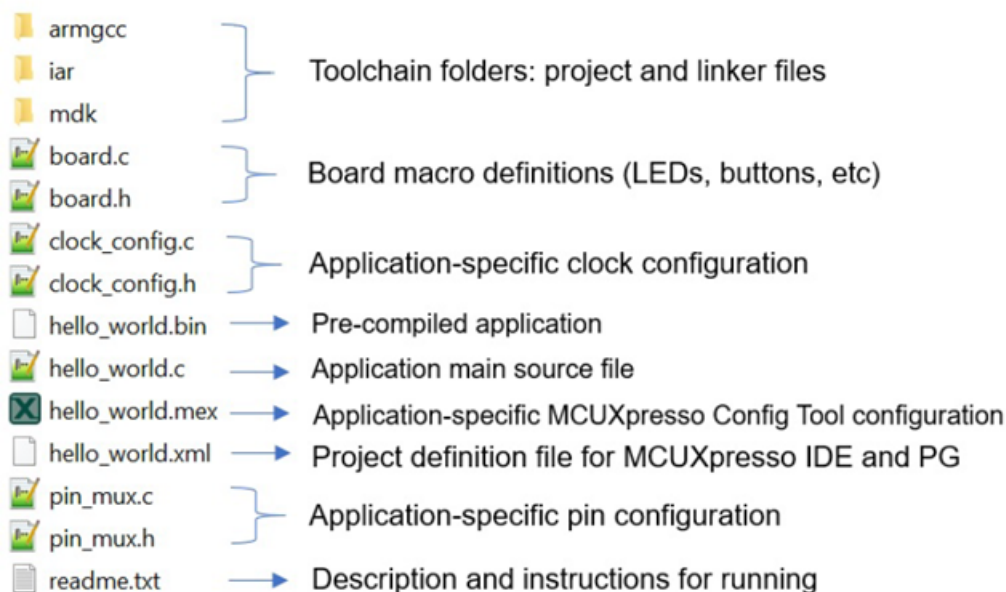 armgcc
iar
mdk
Toolchain folders: project and linker files
board.c
board.h
Board macro definitions (LEDs, buttons, etc)
clock_config.c
clock_config.h
Application-specific clock configuration
hello_world.bin
Pre-compiled application
hello_world.c
Application main source file
hello_world.mex
Application-specific MCUXpresso Config Tool configuration
hello_world.xml
Project definition file for MCUXpresso IDE and PG
pin_mux.c
pin_mux.h
Application-specific pin configuration
readme.txt
Description and instructions for running